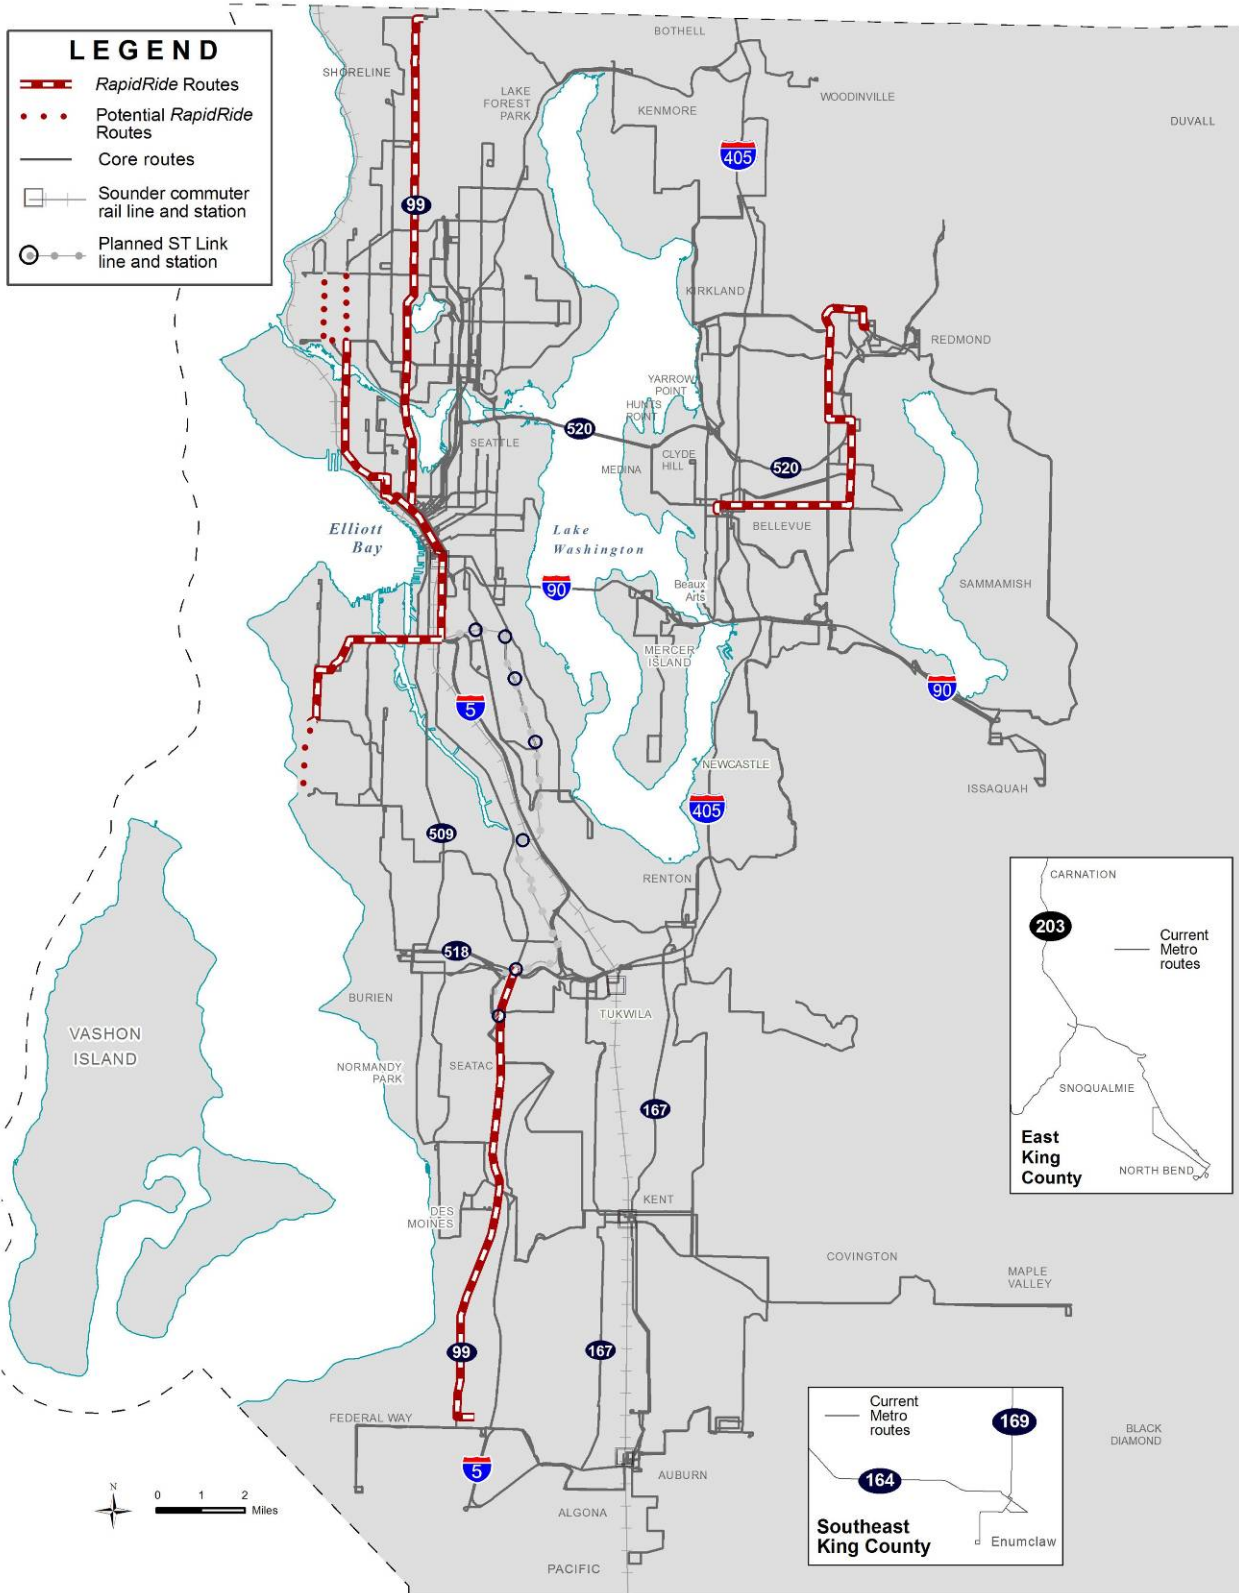 LEGEND
RapidRide Routes
Potential RapidRide
Routes
Core routes
Sounder commuter
rail line and station
Planned ST Link
line and station
BOTHELL
SHORELINE
LAKE
FOREST
PARK
KENMORE
WOODINVILLE
DUVALL
405
99
KIRKLAND
REDMOND
YARROW
POINT
HUNTS
POINT
520
SEATTLE
CLYDE
HILL
MEDINA
520
BELLEVUE
Elliott
Bay
Lake
Washington
90
Beaux
Arts
SAMMAMISH
MERCER
ISLAND
90
5
NEWCASTLE
ISSAQUAH
405
509
RENTON
518
BURIEN
TUKWILA
VASHON
ISLAND
NORMANDY
PARK
SEATAC
167
KENT
DES
MOINES
COVINGTON
MAPLE
VALLEY
99
167
FEDERAL WAY
5
AUBURN
BLACK
DIAMOND
ALGONA
PACIFIC
N
0 1 2
Miles
CARNATION
203
Current
Metro
routes
SNOQUALMIE
East
King
County
NORTH BEND
Current
Metro
routes
169
164
Southeast
King County
Enumclaw